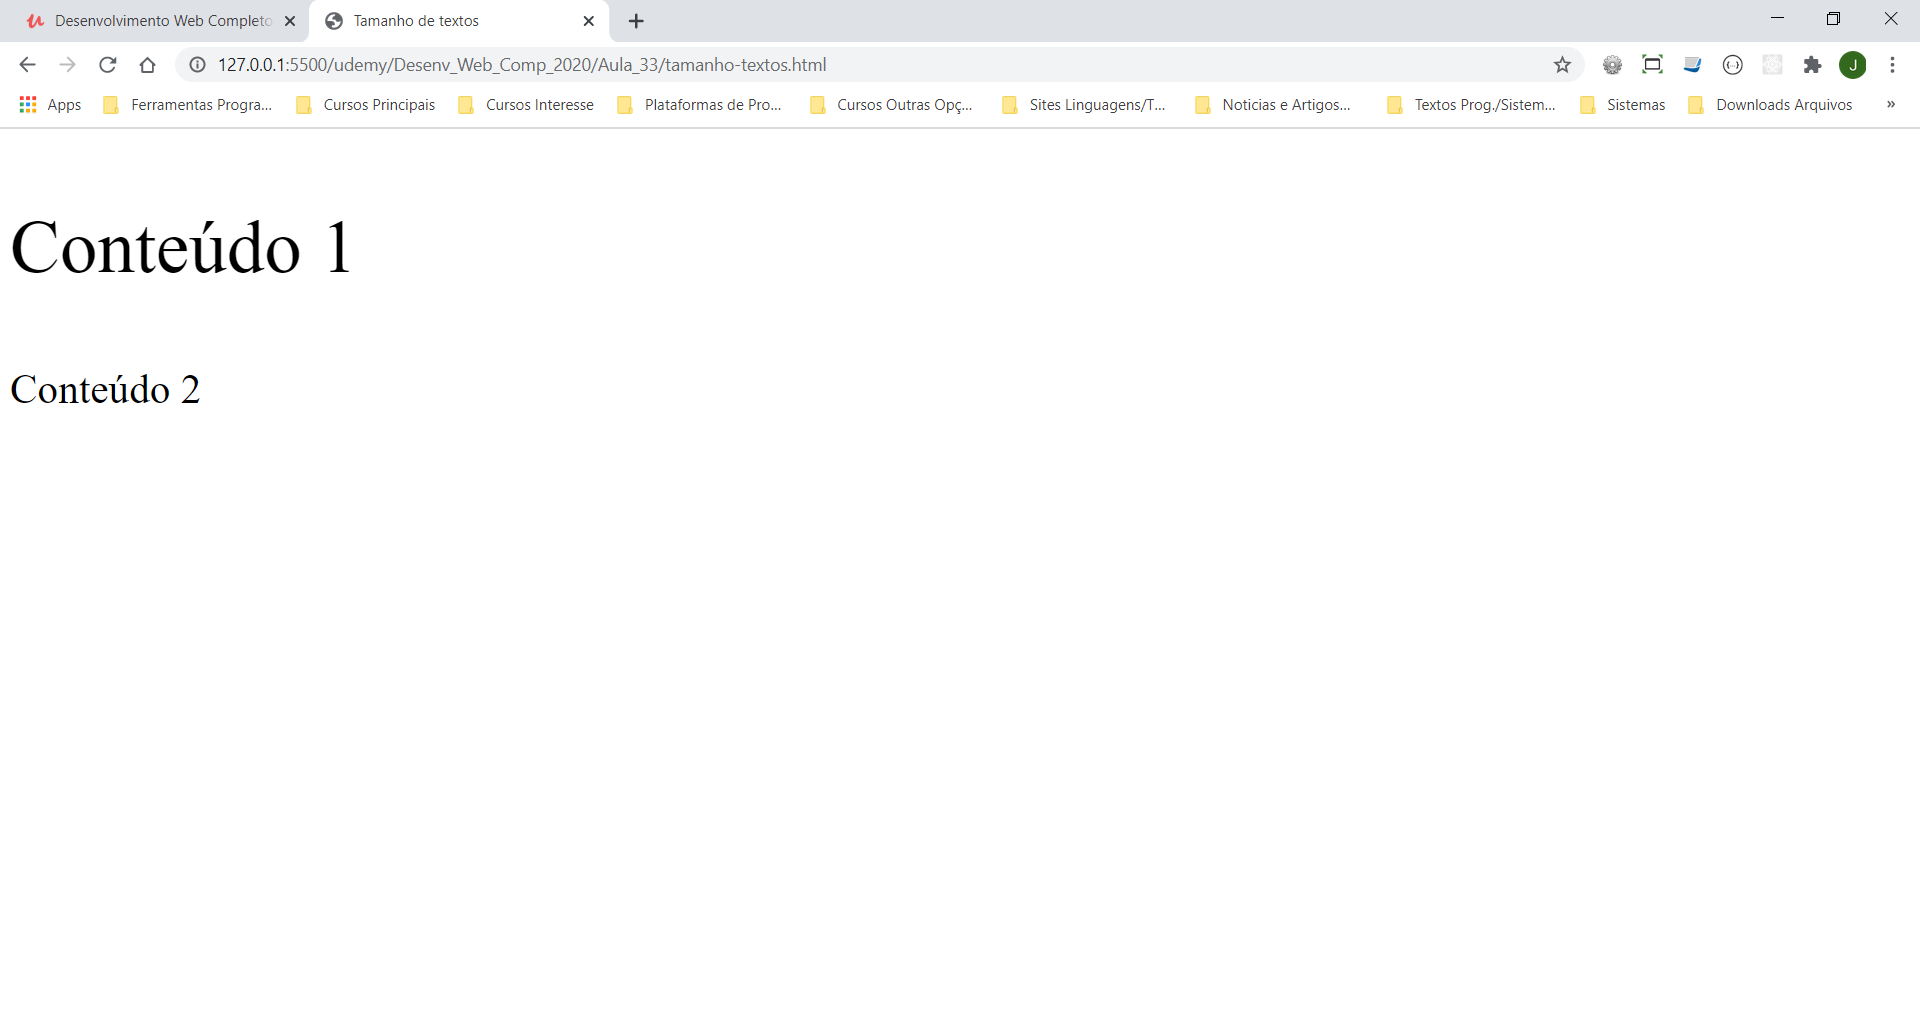 Desenvolvimento Web Completo
Tamanho de textos
127.0.0.1:5500/udemy/Desenv_Web_Comp_2020/Aula_33/tamanho-textos.html
J
Apps Ferramentas Progra... Cursos Principais Cursos Interesse Plataformas de Pro... Cursos Outras Opç... Sites Linguagens/T... Noticias e Artigos... Textos Prog./Sistem... Sistemas Downloads Arquivos »
Conteúdo 1
Conteúdo 2